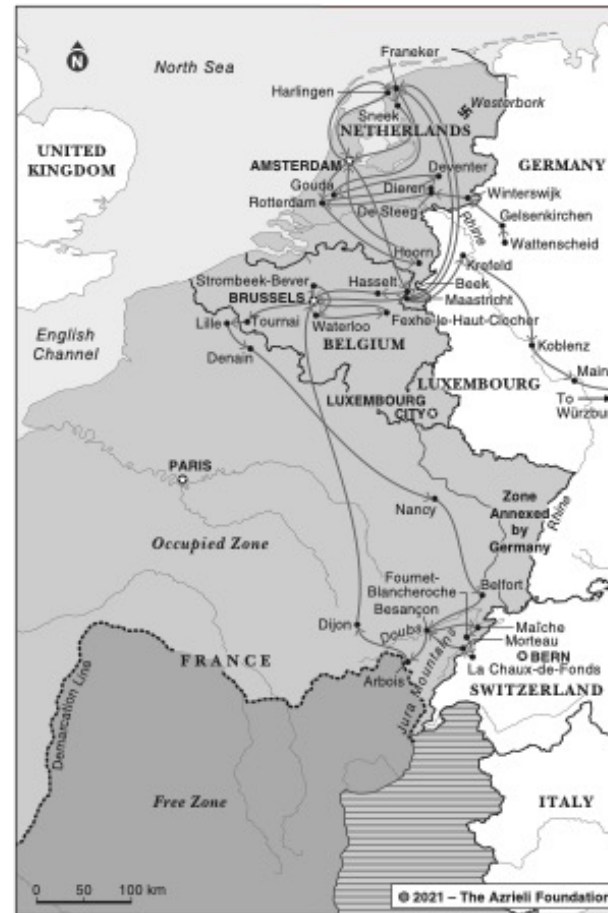 Franeker
North Sea
N
Harlingen
Westerbork
Sneek
NETHERLANDS
UNITED
KINGDOM
AMSTERDAM
Deventer
GERMANY
Gouda
Dieren
Winterswijk
Rotterdam
De Steeg
Rhine
Gelsenkirchen
Wattenscheid
Hoorn
Krefeld
Strombeek-Bever
Hasselt
Beek
BRUSSELS
Maastricht
English
Channel
Lille
Tournai
Waterloo
Fexhe-le-Haut-Clocher
BELGIUM
Denain
Koblenz
LUXEMBOURG
Main
LUXEMBOURG
CITY
To
Würzbu
PARIS
Zone
Annexed
by
Germany
Nancy
Rhine
Occupied Zone
Fournet-
Blancheroche
Belfort
Besançon
Dijon
Doubs
Maîche
Morteau
BERN
FRANCE
La Chaux-de-Fonds
Arbois
Jura Mountains
SWITZERLAND
Demarcation Line
Free Zone
ITALY
0 50 100 km
© 2021 – The Azrieli Foundation